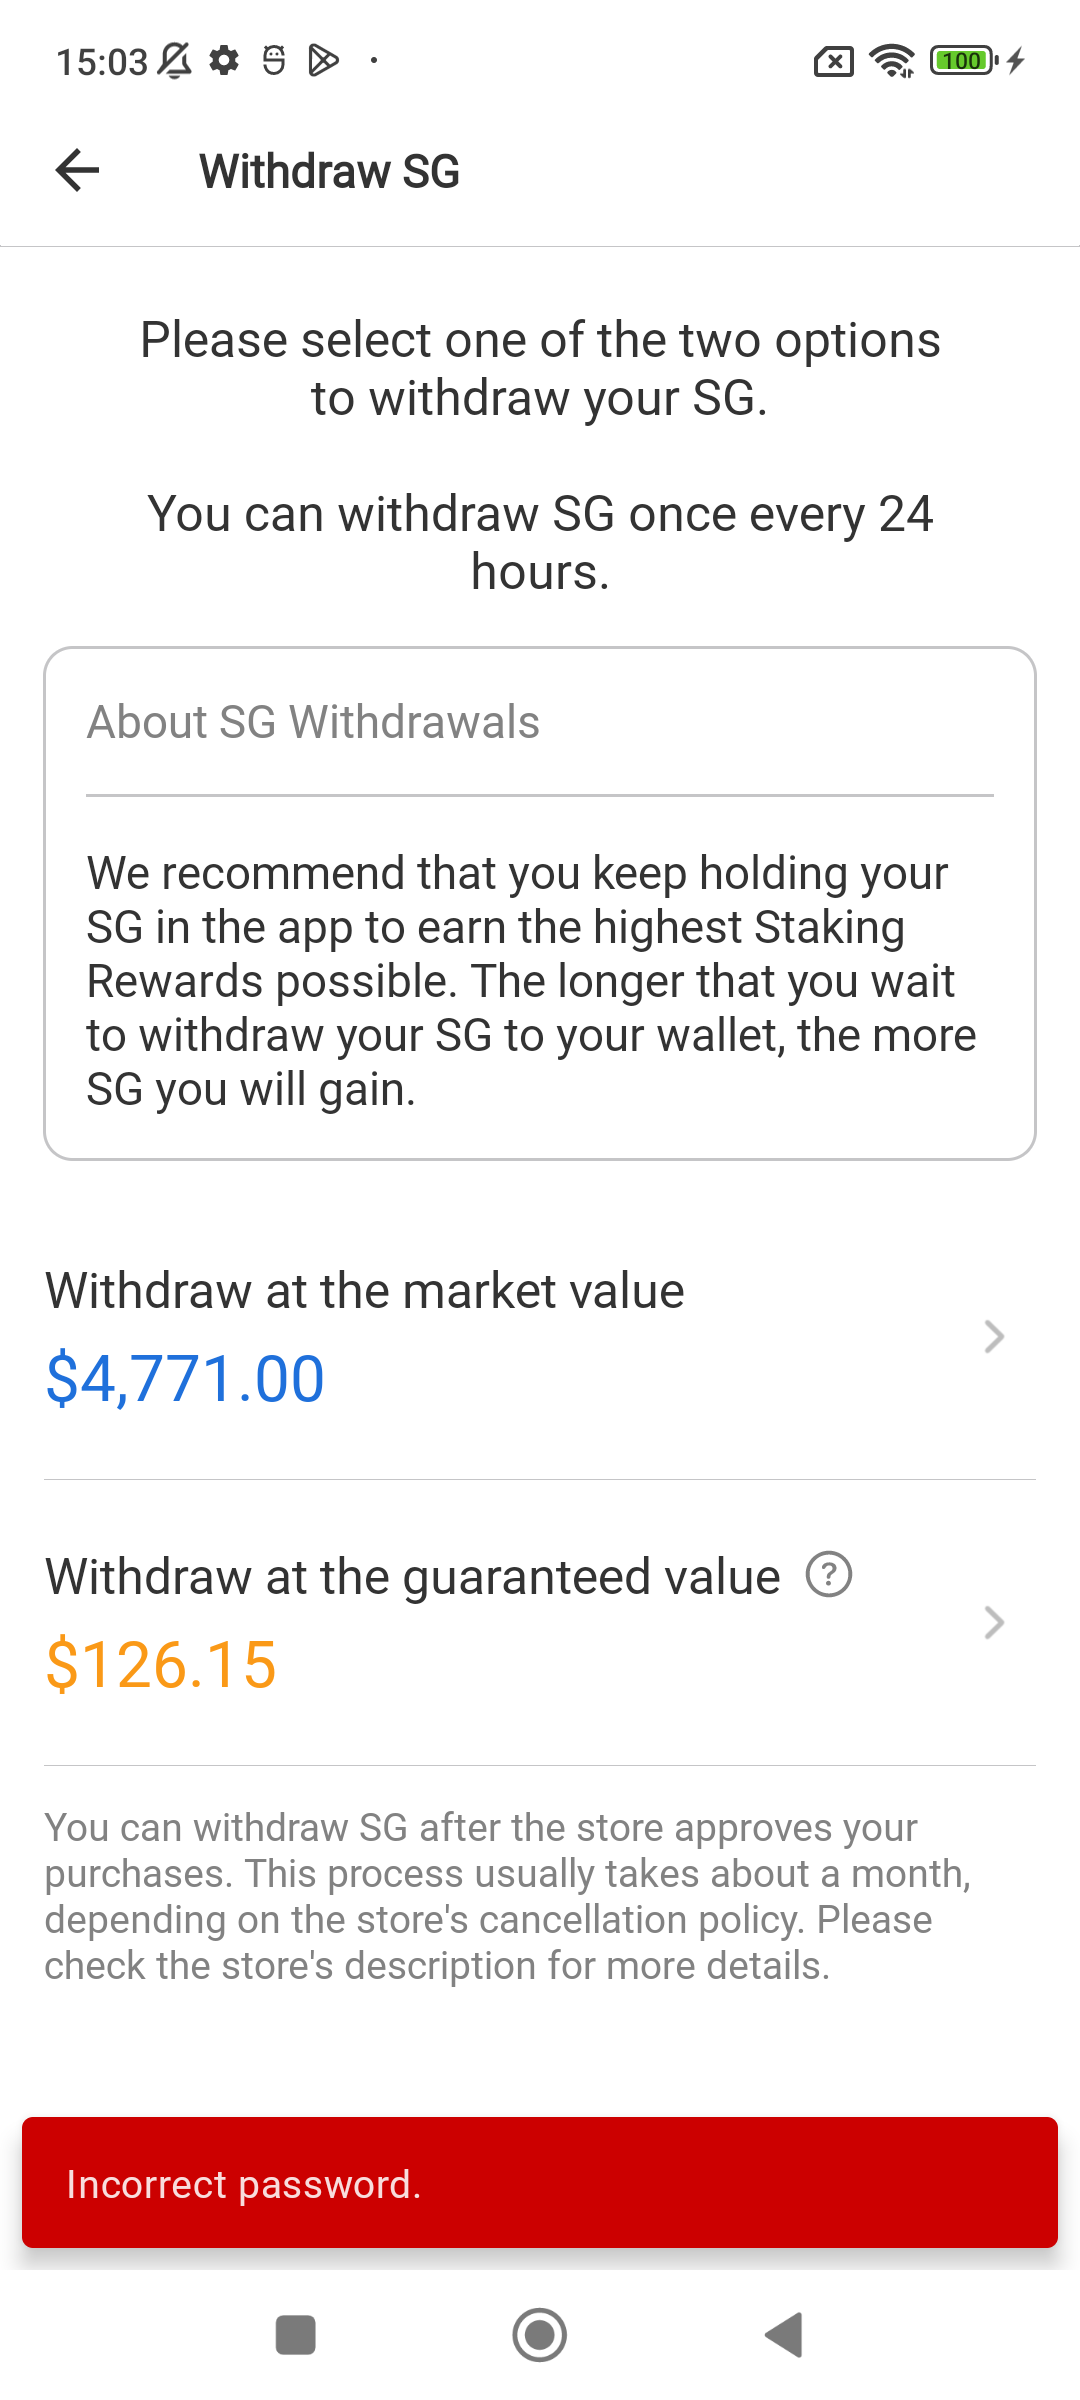 15:03
100
Withdraw SG
Please select one of the two options
to withdraw your SG.
You can withdraw SG once every 24
hours.
About SG Withdrawals
We recommend that you keep holding your
SG in the app to earn the highest Staking
Rewards possible. The longer that you wait
to withdraw your SG to your wallet, the more
SG you will gain.
Withdraw at the market value
$4,771.00
Withdraw at the guaranteed value ?
$126.15
You can withdraw SG after the store approves your
purchases. This process usually takes about a month,
depending on the store's cancellation policy. Please
check the store's description for more details.
Incorrect password.